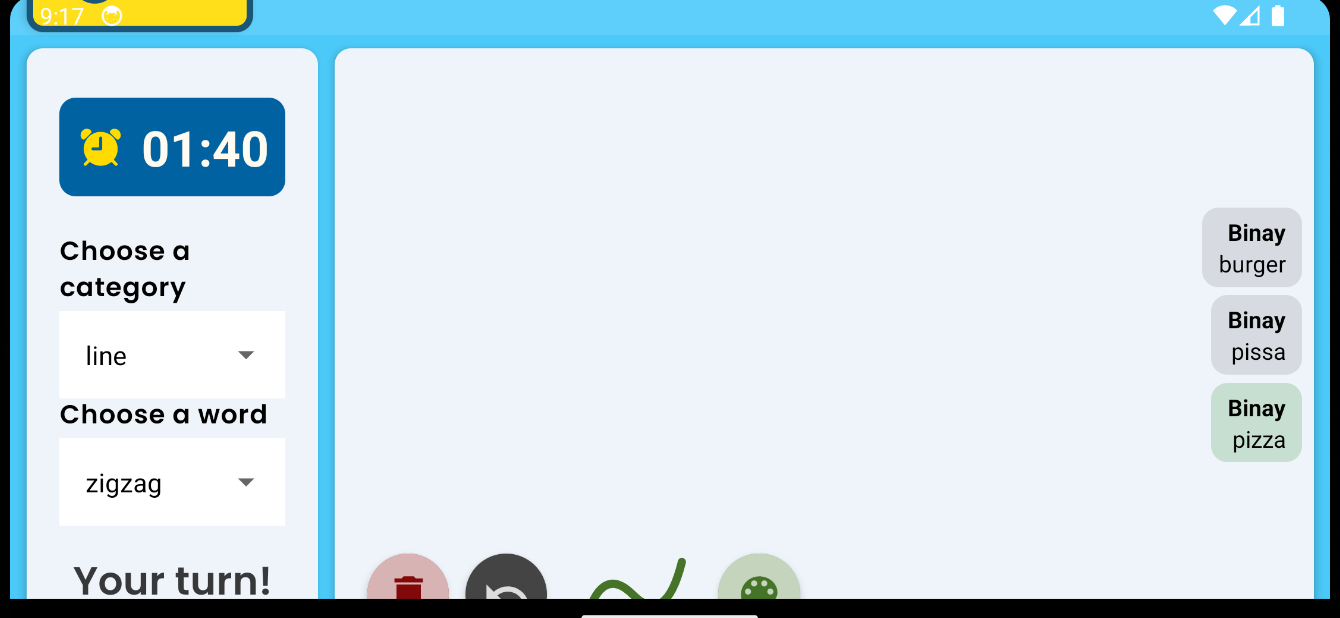 9:17
01:40
Choose a
category
line
Choose a word
zigzag
Your turn!
Binay
burger
Binay
pissa
Binay
pizza